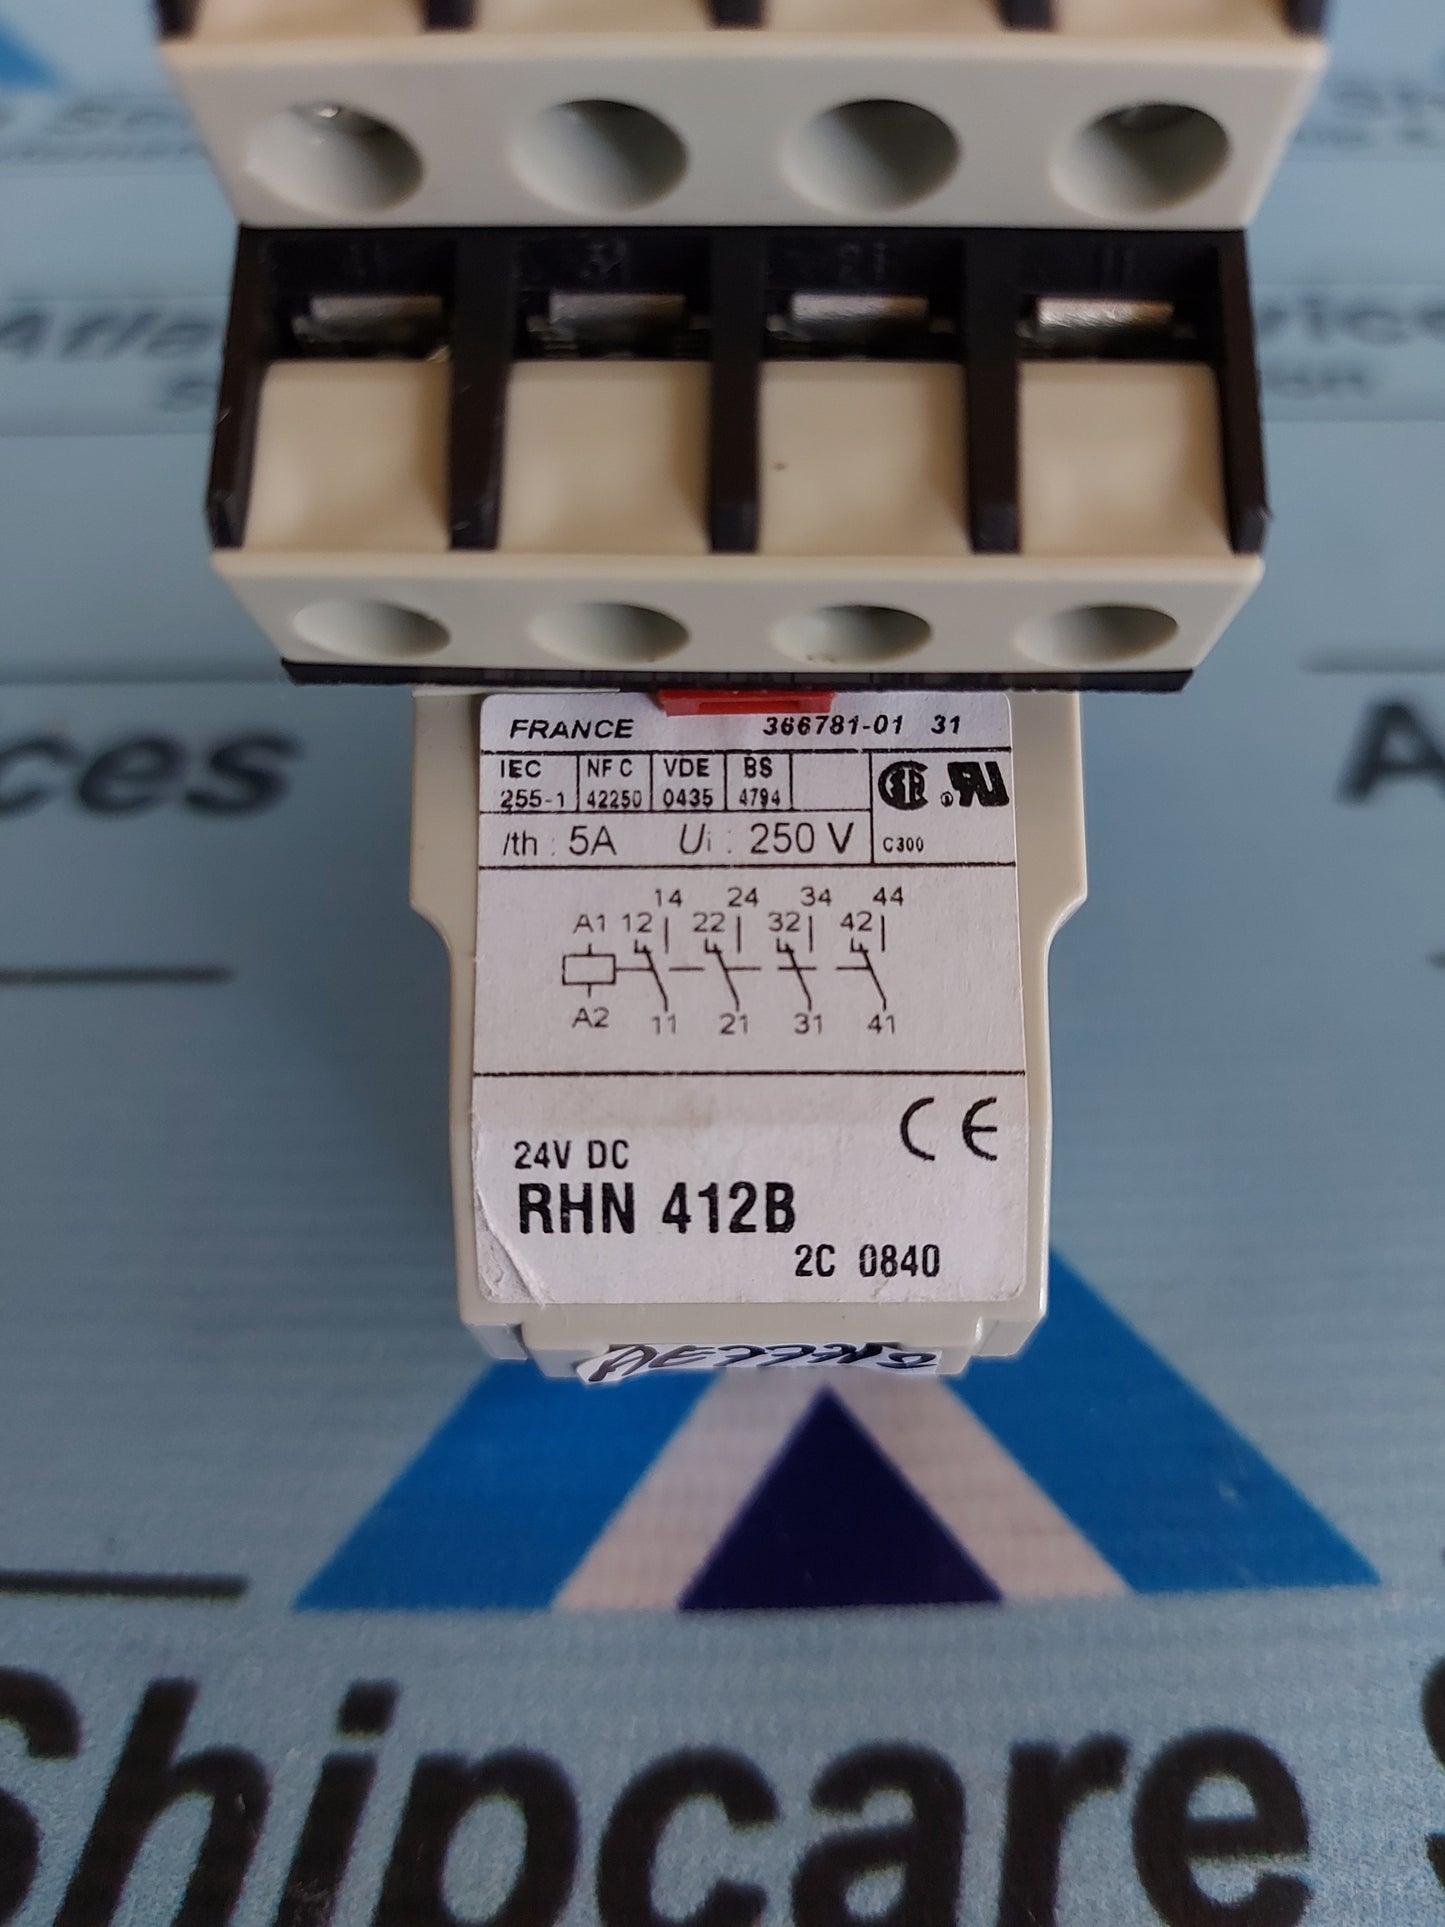 Shipcare
FRANCE 366781-01 31
IEC 255-1
NF C 42250
VDE 0435
BS 4794
Ith : 5A Ui : 250 V
C300
14 24 34 44
A1 12 22 32 42
A2 11 21 31 41
CE
24V DC
RHN 412B
2C 0840